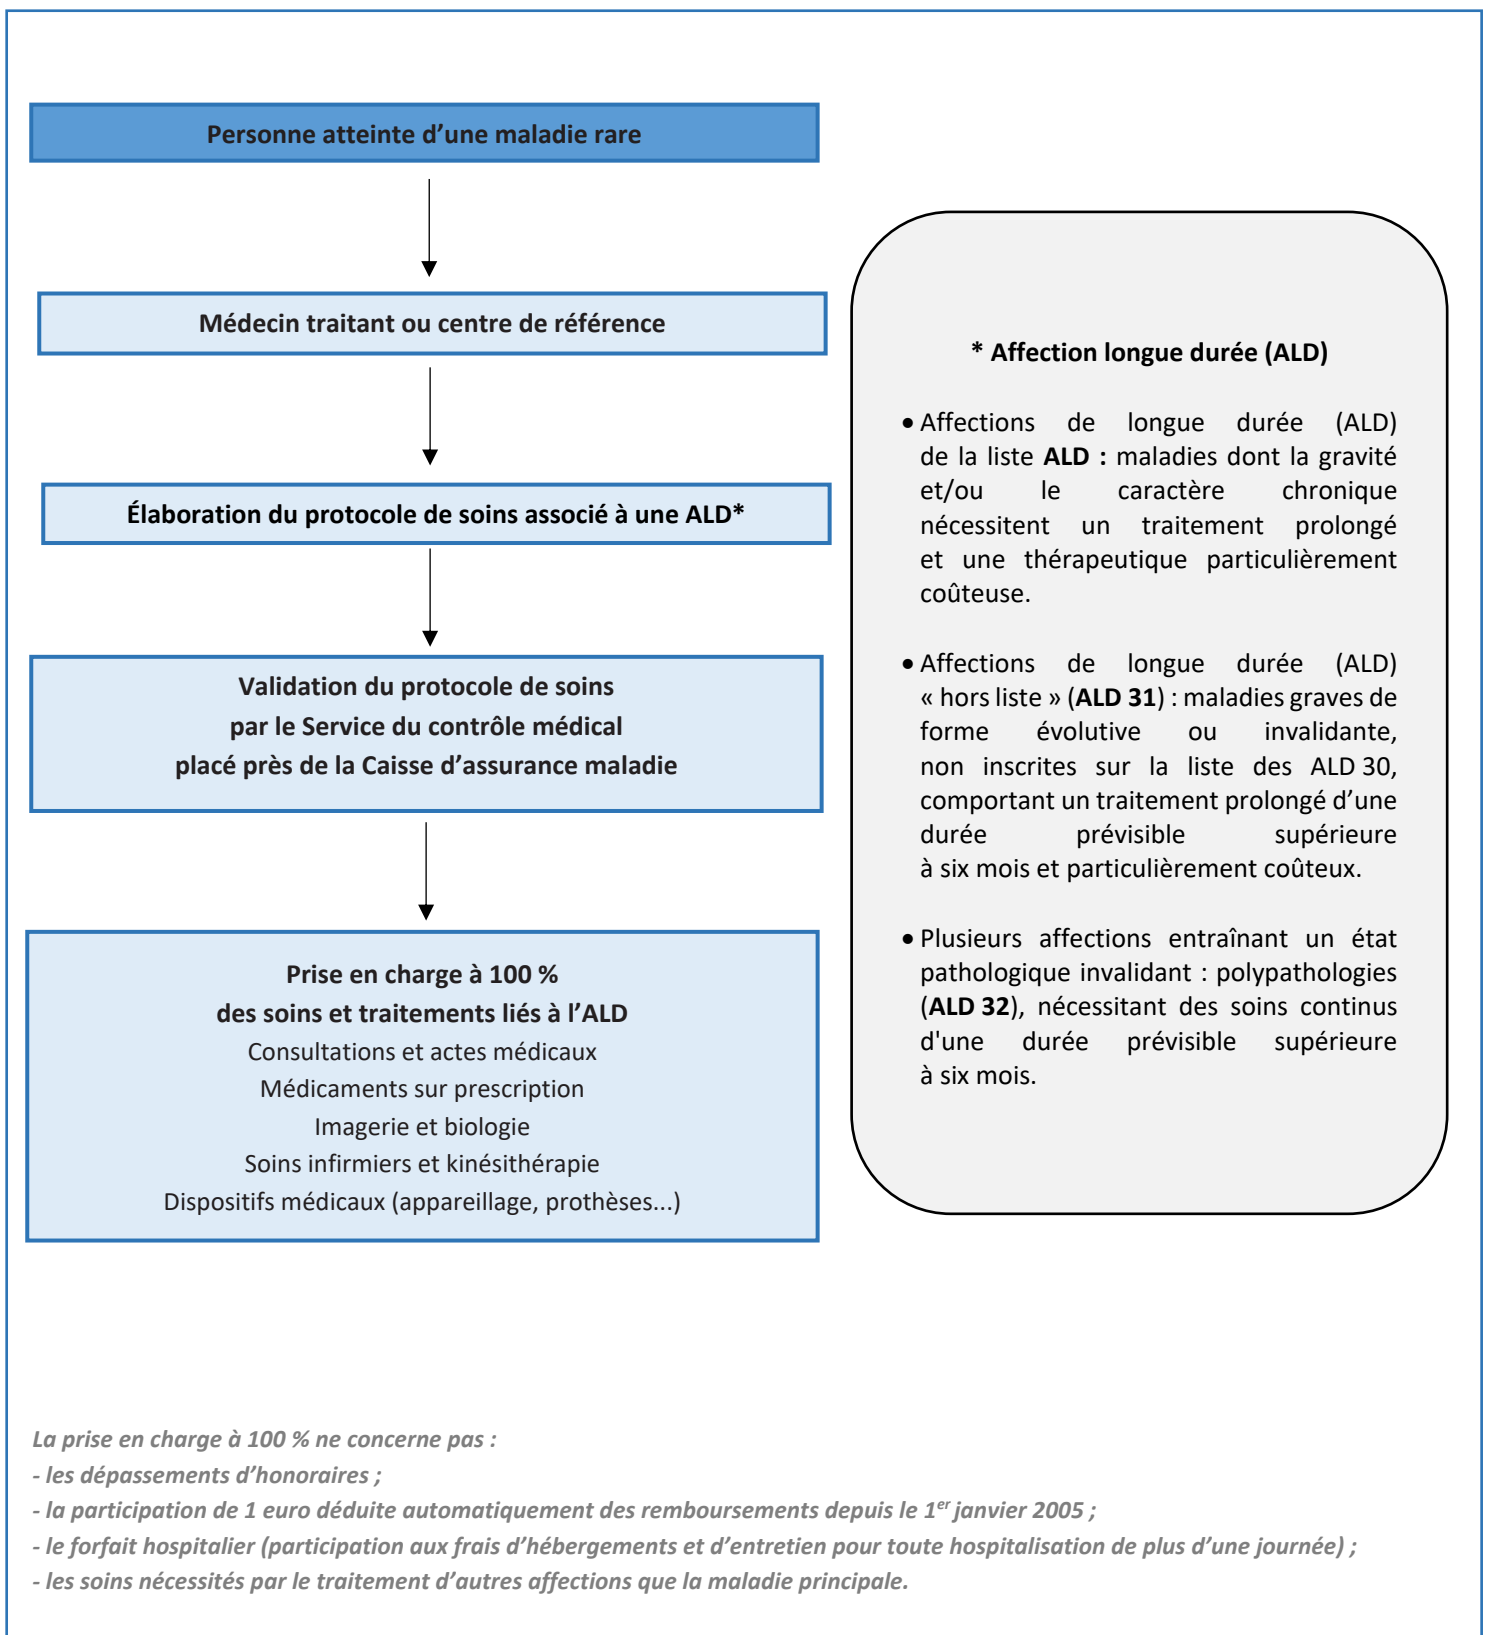 Personne atteinte d’une maladie rare
Médecin traitant ou centre de référence
Élaboration du protocole de soins associé à une ALD*
Validation du protocole de soins
par le Service du contrôle médical
placé près de la Caisse d’assurance maladie
Prise en charge à 100 %
des soins et traitements liés à l’ALD
Consultations et actes médicaux
Médicaments sur prescription
Imagerie et biologie
Soins infirmiers et kinésithérapie
Dispositifs médicaux (appareillage, prothèses...)
* Affection longue durée (ALD)
• Affections de longue durée (ALD)
de la liste ALD : maladies dont la gravité
et/ou le caractère chronique
nécessitent un traitement prolongé
et une thérapeutique particulièrement
coûteuse.
• Affections de longue durée (ALD)
« hors liste » (ALD 31) : maladies graves de
forme évolutive ou invalidante,
non inscrites sur la liste des ALD 30,
comportant un traitement prolongé d’une
durée prévisible supérieure
à six mois et particulièrement coûteux.
• Plusieurs affections entraînant un état
pathologique invalidant : polypathologies
(ALD 32), nécessitant des soins continus
d'une durée prévisible supérieure
à six mois.
La prise en charge à 100 % ne concerne pas :
- les dépassements d’honoraires ;
- la participation de 1 euro déduite automatiquement des remboursements depuis le 1er janvier 2005 ;
- le forfait hospitalier (participation aux frais d’hébergements et d’entretien pour toute hospitalisation de plus d’une journée) ;
- les soins nécessités par le traitement d’autres affections que la maladie principale.